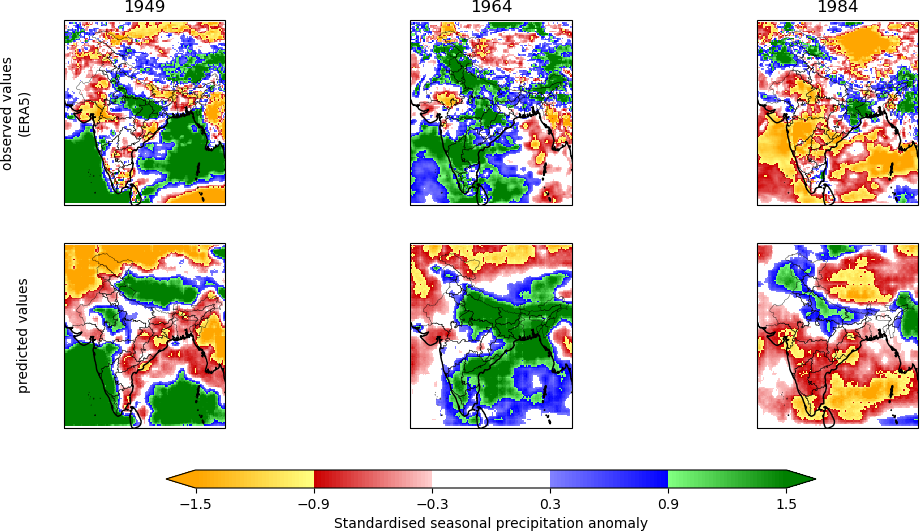 1949
1964
1984
observed values
(ERA5)
predicted values
−1.5
−0.9
−0.3
0.3
0.9
1.5
Standardised seasonal precipitation anomaly